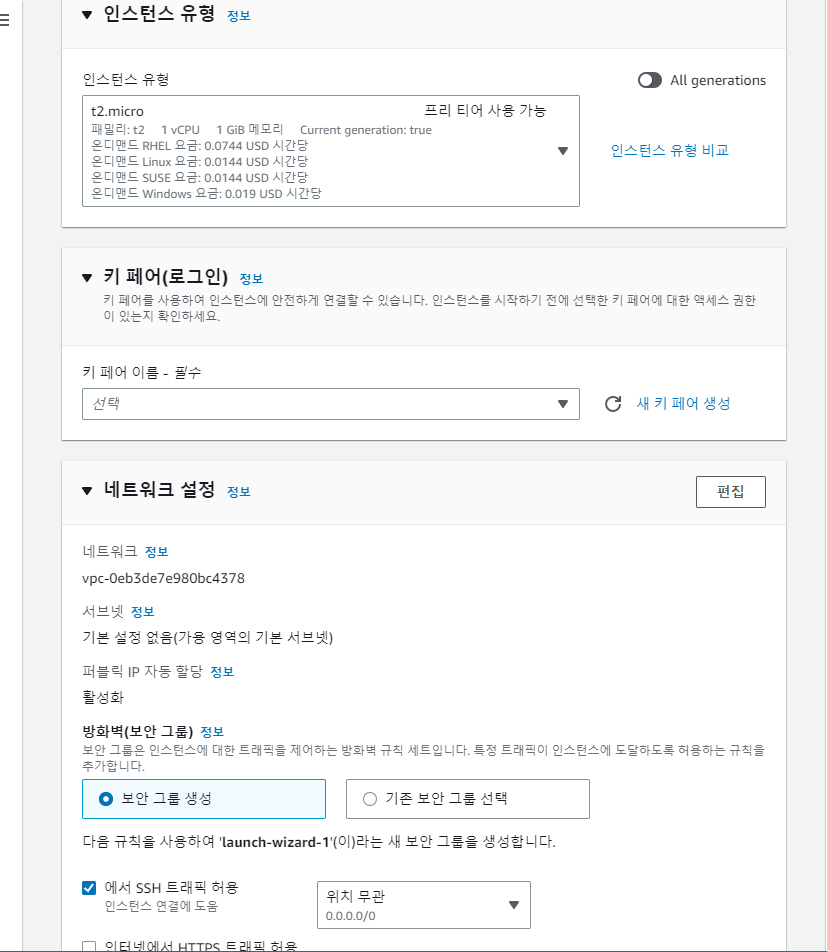 ▼ 인스턴스 유형 정보
인스턴스 유형
All generations
t2.micro 프리 티어 사용 가능
패밀리: t2 1 vCPU 1 GiB 메모리 Current generation: true
온디맨드 RHEL 요금: 0.0744 USD 시간당
온디맨드 Linux 요금: 0.0144 USD 시간당
온디맨드 SUSE 요금: 0.0144 USD 시간당
온디맨드 Windows 요금: 0.019 USD 시간당
인스턴스 유형 비교
▼ 키 페어(로그인) 정보
키 페어를 사용하여 인스턴스에 안전하게 연결할 수 있습니다. 인스턴스를 시작하기 전에 선택한 키 페어에 대한 액세스 권한
이 있는지 확인하세요.
키 페어 이름 - 필수
선택
새 키 페어 생성
▼ 네트워크 설정 정보
편집
네트워크 정보
vpc-0eb3de7e980bc4378
서브넷 정보
기본 설정 없음(가용 영역의 기본 서브넷)
퍼블릭 IP 자동 할당 정보
활성화
방화벽(보안 그룹) 정보
보안 그룹은 인스턴스에 대한 트래픽을 제어하는 방화벽 규칙 세트입니다. 특정 트래픽이 인스턴스에 도달하도록 허용하는 규칙을
추가합니다.
보안 그룹 생성
기존 보안 그룹 선택
다음 규칙을 사용하여 'launch-wizard-1'(이)라는 새 보안 그룹을 생성합니다.
에서 SSH 트래픽 허용
인스턴스 연결에 도움
위치 무관
0.0.0.0/0
인터넷에서 HTTPS 트래픽 허용